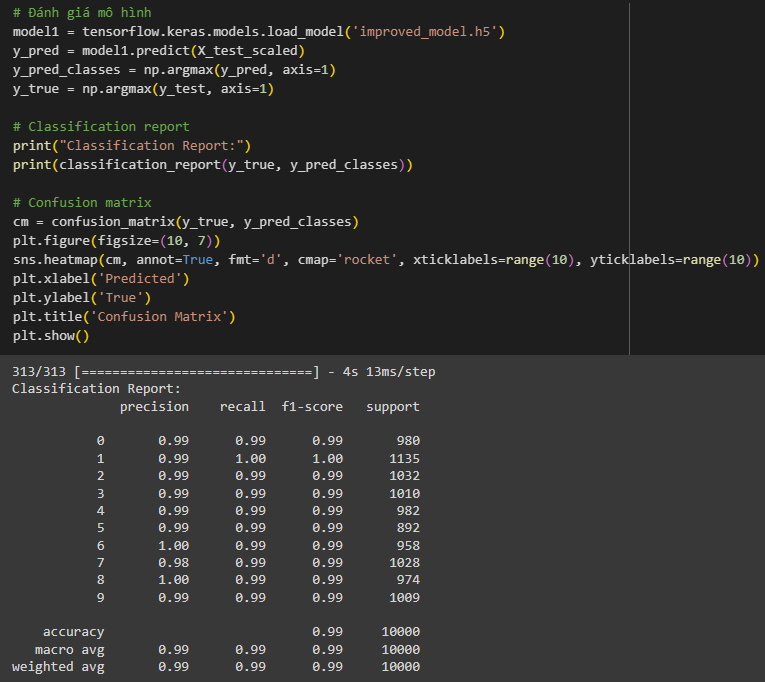 # Đánh giá mô hình
model1 = tensorflow.keras.models.load_model('improved_model.h5')
y_pred = model1.predict(X_test_scaled)
y_pred_classes = np.argmax(y_pred, axis=1)
y_true = np.argmax(y_test, axis=1)
# Classification report
print("Classification Report:")
print(classification_report(y_true, y_pred_classes))
# Confusion matrix
cm = confusion_matrix(y_true, y_pred_classes)
plt.figure(figsize=(10, 7))
sns.heatmap(cm, annot=True, fmt='d', cmap='rocket', xticklabels=range(10), yticklabels=range(10))
plt.xlabel('Predicted')
plt.ylabel('True')
plt.title('Confusion Matrix')
plt.show()
313/313 [==============================] - 4s 13ms/step
Classification Report:
precision recall f1-score support
0 0.99 0.99 0.99 980
1 0.99 1.00 1.00 1135
2 0.99 0.99 0.99 1032
3 0.99 0.99 0.99 1010
4 0.99 0.99 0.99 982
5 0.99 0.99 0.99 892
6 1.00 0.99 0.99 958
7 0.98 0.99 0.99 1028
8 1.00 0.99 0.99 974
9 0.99 0.99 0.99 1009
accuracy 0.99 10000
macro avg 0.99 0.99 0.99 10000
weighted avg 0.99 0.99 0.99 10000